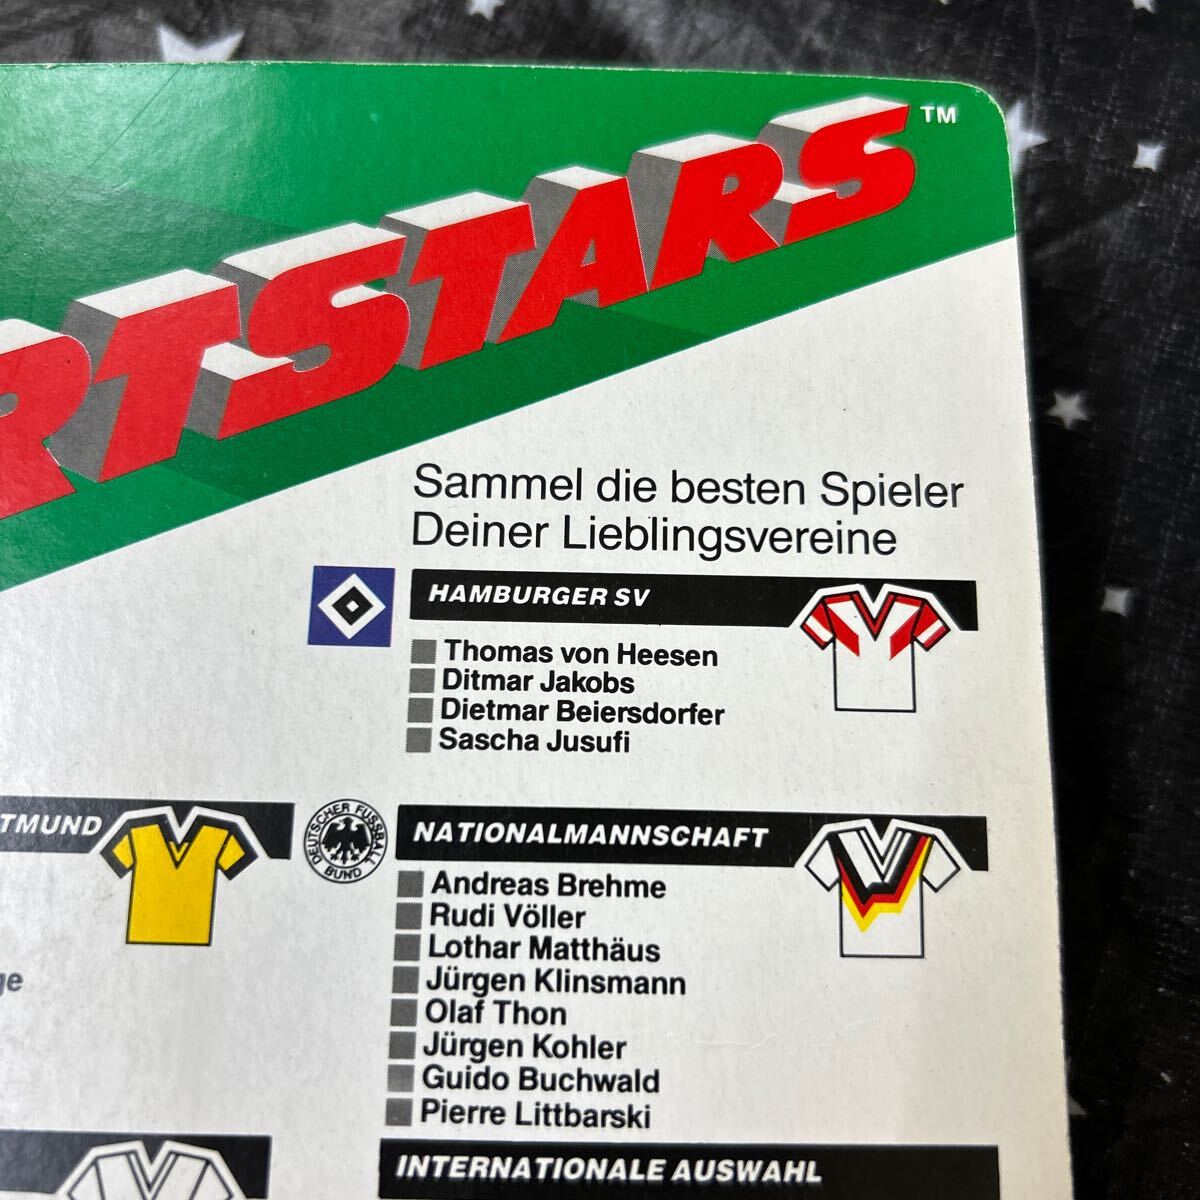 RTSTARS™
Sammel die besten Spieler
Deiner Lieblingsvereine
HAMBURGER SV
Thomas von Heesen
Ditmar Jakobs
Dietmar Beiersdorfer
Sascha Jusufi
TMUND
DEUTSCHER FUSSBALL BUND
NATIONALMANNSCHAFT
Andreas Brehme
Rudi Völler
Lothar Matthäus
Jürgen Klinsmann
Olaf Thon
Jürgen Kohler
Guido Buchwald
Pierre Littbarski
ge
INTERNATIONALE AUSWAHL